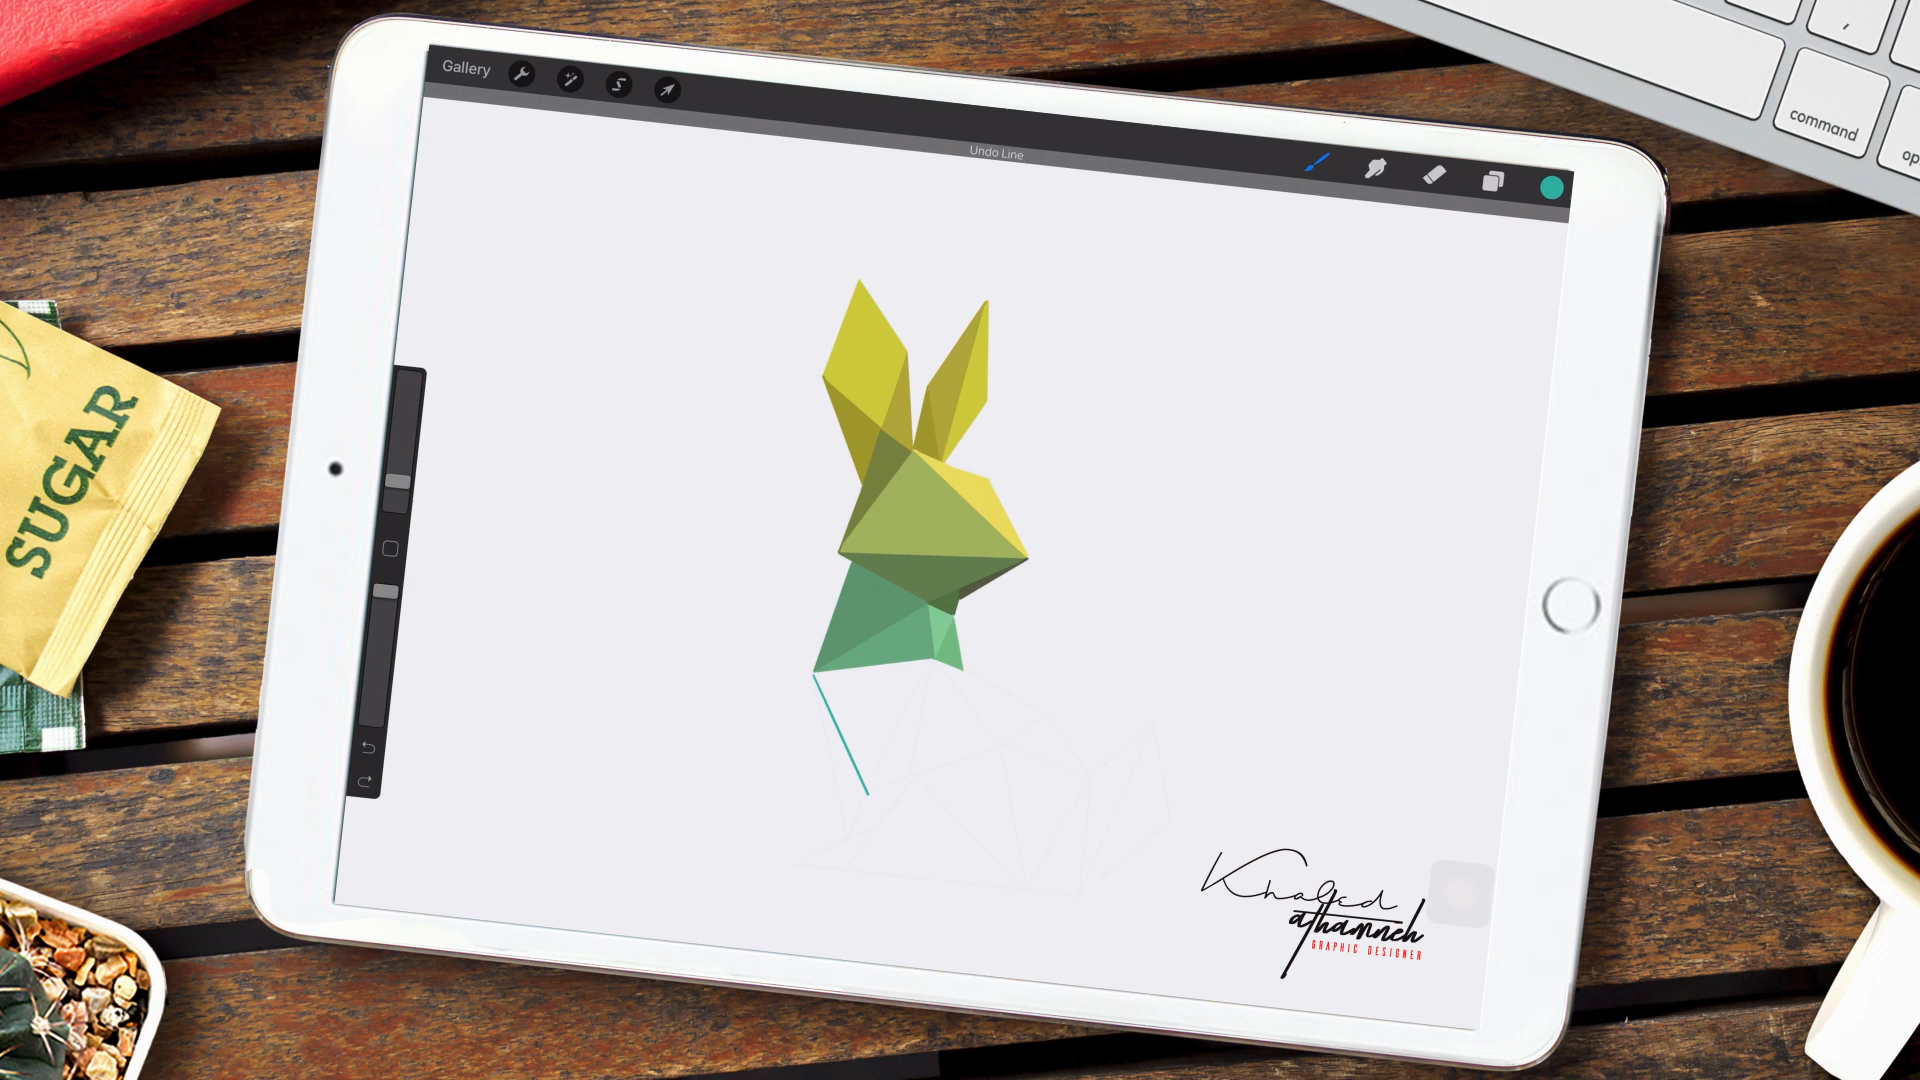 Gallery
Undo Line
command
op
,
SUGAR
Khaled
athamneh
GRAPHIC DESIGNER